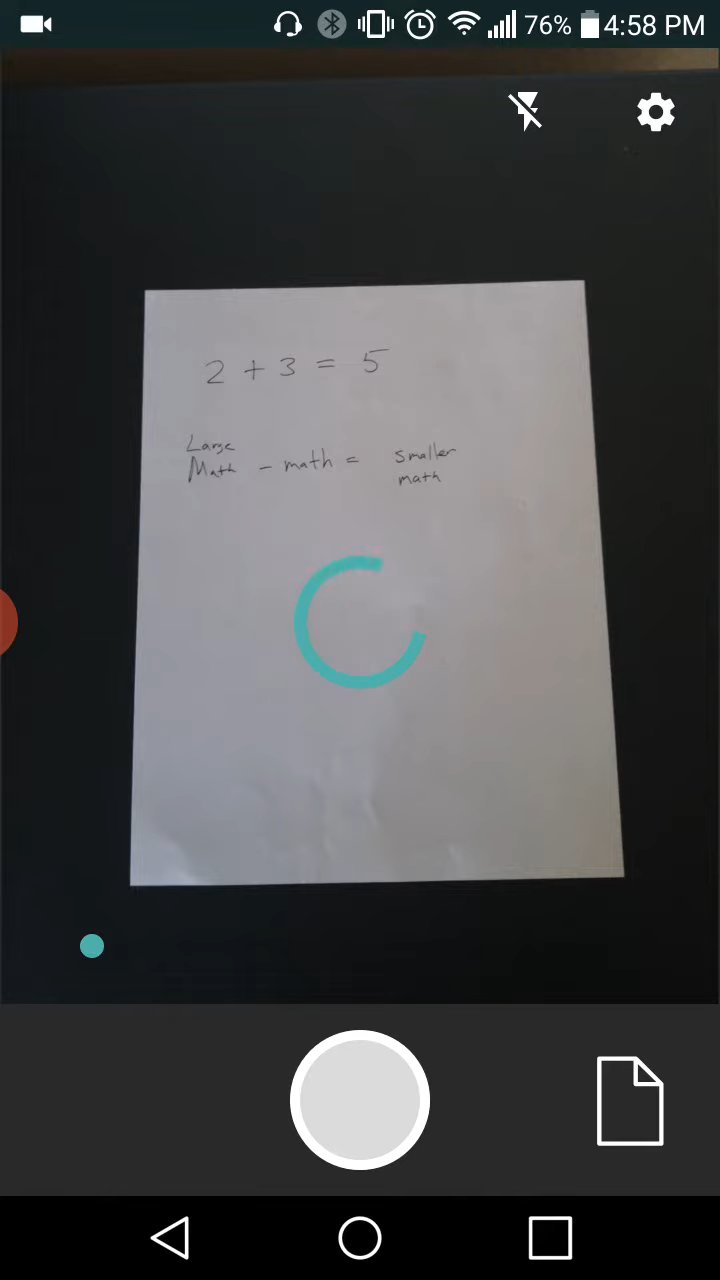 76% 4:58 PM
2 + 3 = 5
Large
Math - math = smaller
math